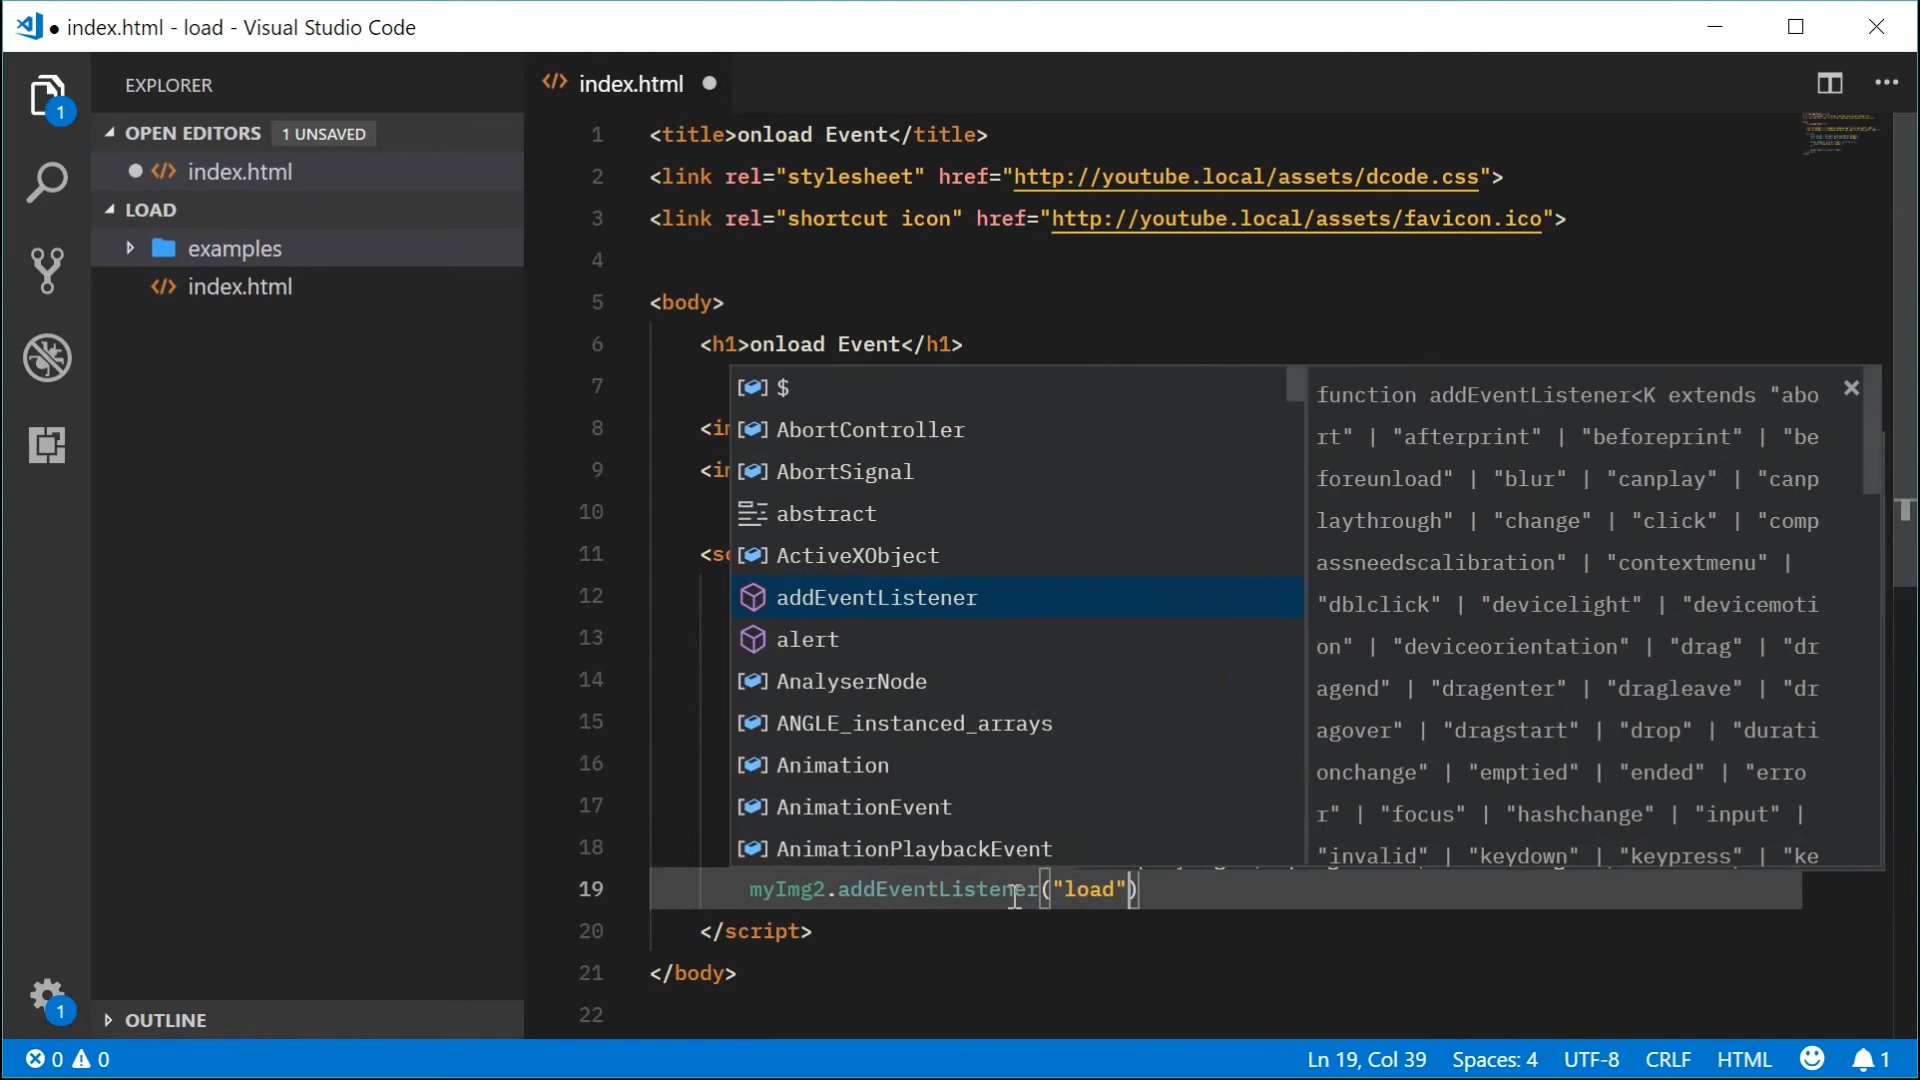 index.html - load - Visual Studio Code
EXPLORER
OPEN EDITORS 1 UNSAVED
index.html
LOAD
examples
index.html
OUTLINE
index.html
1 <title>onload Event</title>
2 <link rel="stylesheet" href="http://youtube.local/assets/dcode.css">
3 <link rel="shortcut icon" href="http://youtube.local/assets/favicon.ico">
4
5 <body>
6 <h1>onload Event</h1>
7
8 <im
9 <im
10
11 <sc
12
13
14
15
16
17
18
19 myImg2.addEventListener("load")
20 </script>
21 </body>
22
$
AbortController
AbortSignal
abstract
ActiveXObject
addEventListener
alert
AnalyserNode
ANGLE_instanced_arrays
Animation
AnimationEvent
AnimationPlaybackEvent
function addEventListener<K extends "abo
rt" | "afterprint" | "beforeprint" | "be
foreunload" | "blur" | "canplay" | "canp
laythrough" | "change" | "click" | "comp
assneedscalibration" | "contextmenu" |
"dblclick" | "devicelight" | "devicemoti
on" | "deviceorientation" | "drag" | "dr
agend" | "dragenter" | "dragleave" | "dr
agover" | "dragstart" | "drop" | "durati
onchange" | "emptied" | "ended" | "erro
r" | "focus" | "hashchange" | "input" |
"invalid" | "keydown" | "keypress" | "ke
1
1
0 0
Ln 19, Col 39 Spaces: 4 UTF-8 CRLF HTML 1